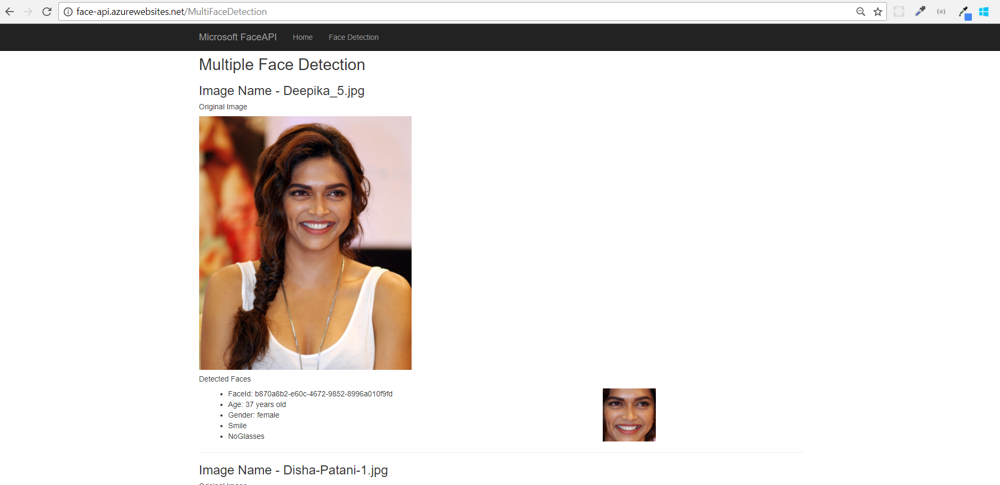 face-api.azurewebsites.net/MultiFaceDetection
Microsoft FaceAPI Home Face Detection
Multiple Face Detection
Image Name - Deepika_5.jpg
Original Image
Detected Faces
FaceId: b870a8b2-e60c-4672-9852-8996a010f9fd
Age: 37 years old
Gender: female
Smile
NoGlasses
Image Name - Disha-Patani-1.jpg
Original Image